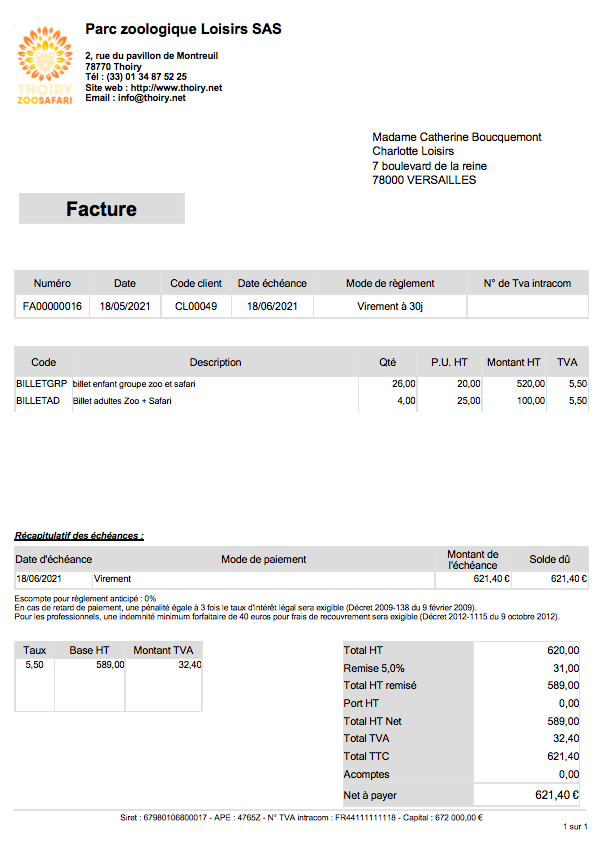 Parc zoologique Loisirs SAS
2, rue du pavillon de Montreuil
78770 Thoiry
Tél : (33) 01 34 87 52 25
Site web : http://www.thoiry.net
Email : info@thoiry.net
THOIRY
ZOOSAFARI
Madame Catherine Boucquemont
Charlotte Loisirs
7 boulevard de la reine
78000 VERSAILLES
Facture
Numéro Date Code client Date échéance Mode de règlement N° de Tva intracom
FA00000016 18/05/2021 CL00049 18/06/2021 Virement à 30j
Code Description Qté P.U. HT Montant HT TVA
BILLETGRP billet enfant groupe zoo et safari 26,00 20,00 520,00 5,50
BILLETAD Billet adultes Zoo + Safari 4,00 25,00 100,00 5,50
Récapitulatif des échéances :
Date d'échéance Mode de paiement Montant de l'échéance Solde dû
18/06/2021 Virement 621,40 € 621,40 €
Escompte pour règlement anticipé : 0%
En cas de retard de paiement, une pénalité égale à 3 fois le taux d'intérêt légal sera exigible (Décret 2009-138 du 9 février 2009).
Pour les professionnels, une indemnité minimum forfaitaire de 40 euros pour frais de recouvrement sera exigible (Décret 2012-1115 du 9 octobre 2012).
Taux Base HT Montant TVA
5,50 589,00 32,40
Total HT 620,00
Remise 5,0% 31,00
Total HT remisé 589,00
Port HT 0,00
Total HT Net 589,00
Total TVA 32,40
Total TTC 621,40
Acomptes 0,00
Net à payer 621,40 €
Siret : 67980106800017 - APE : 4765Z - N° TVA intracom : FR44111111118 - Capital : 672 000,00 €
1 sur 1